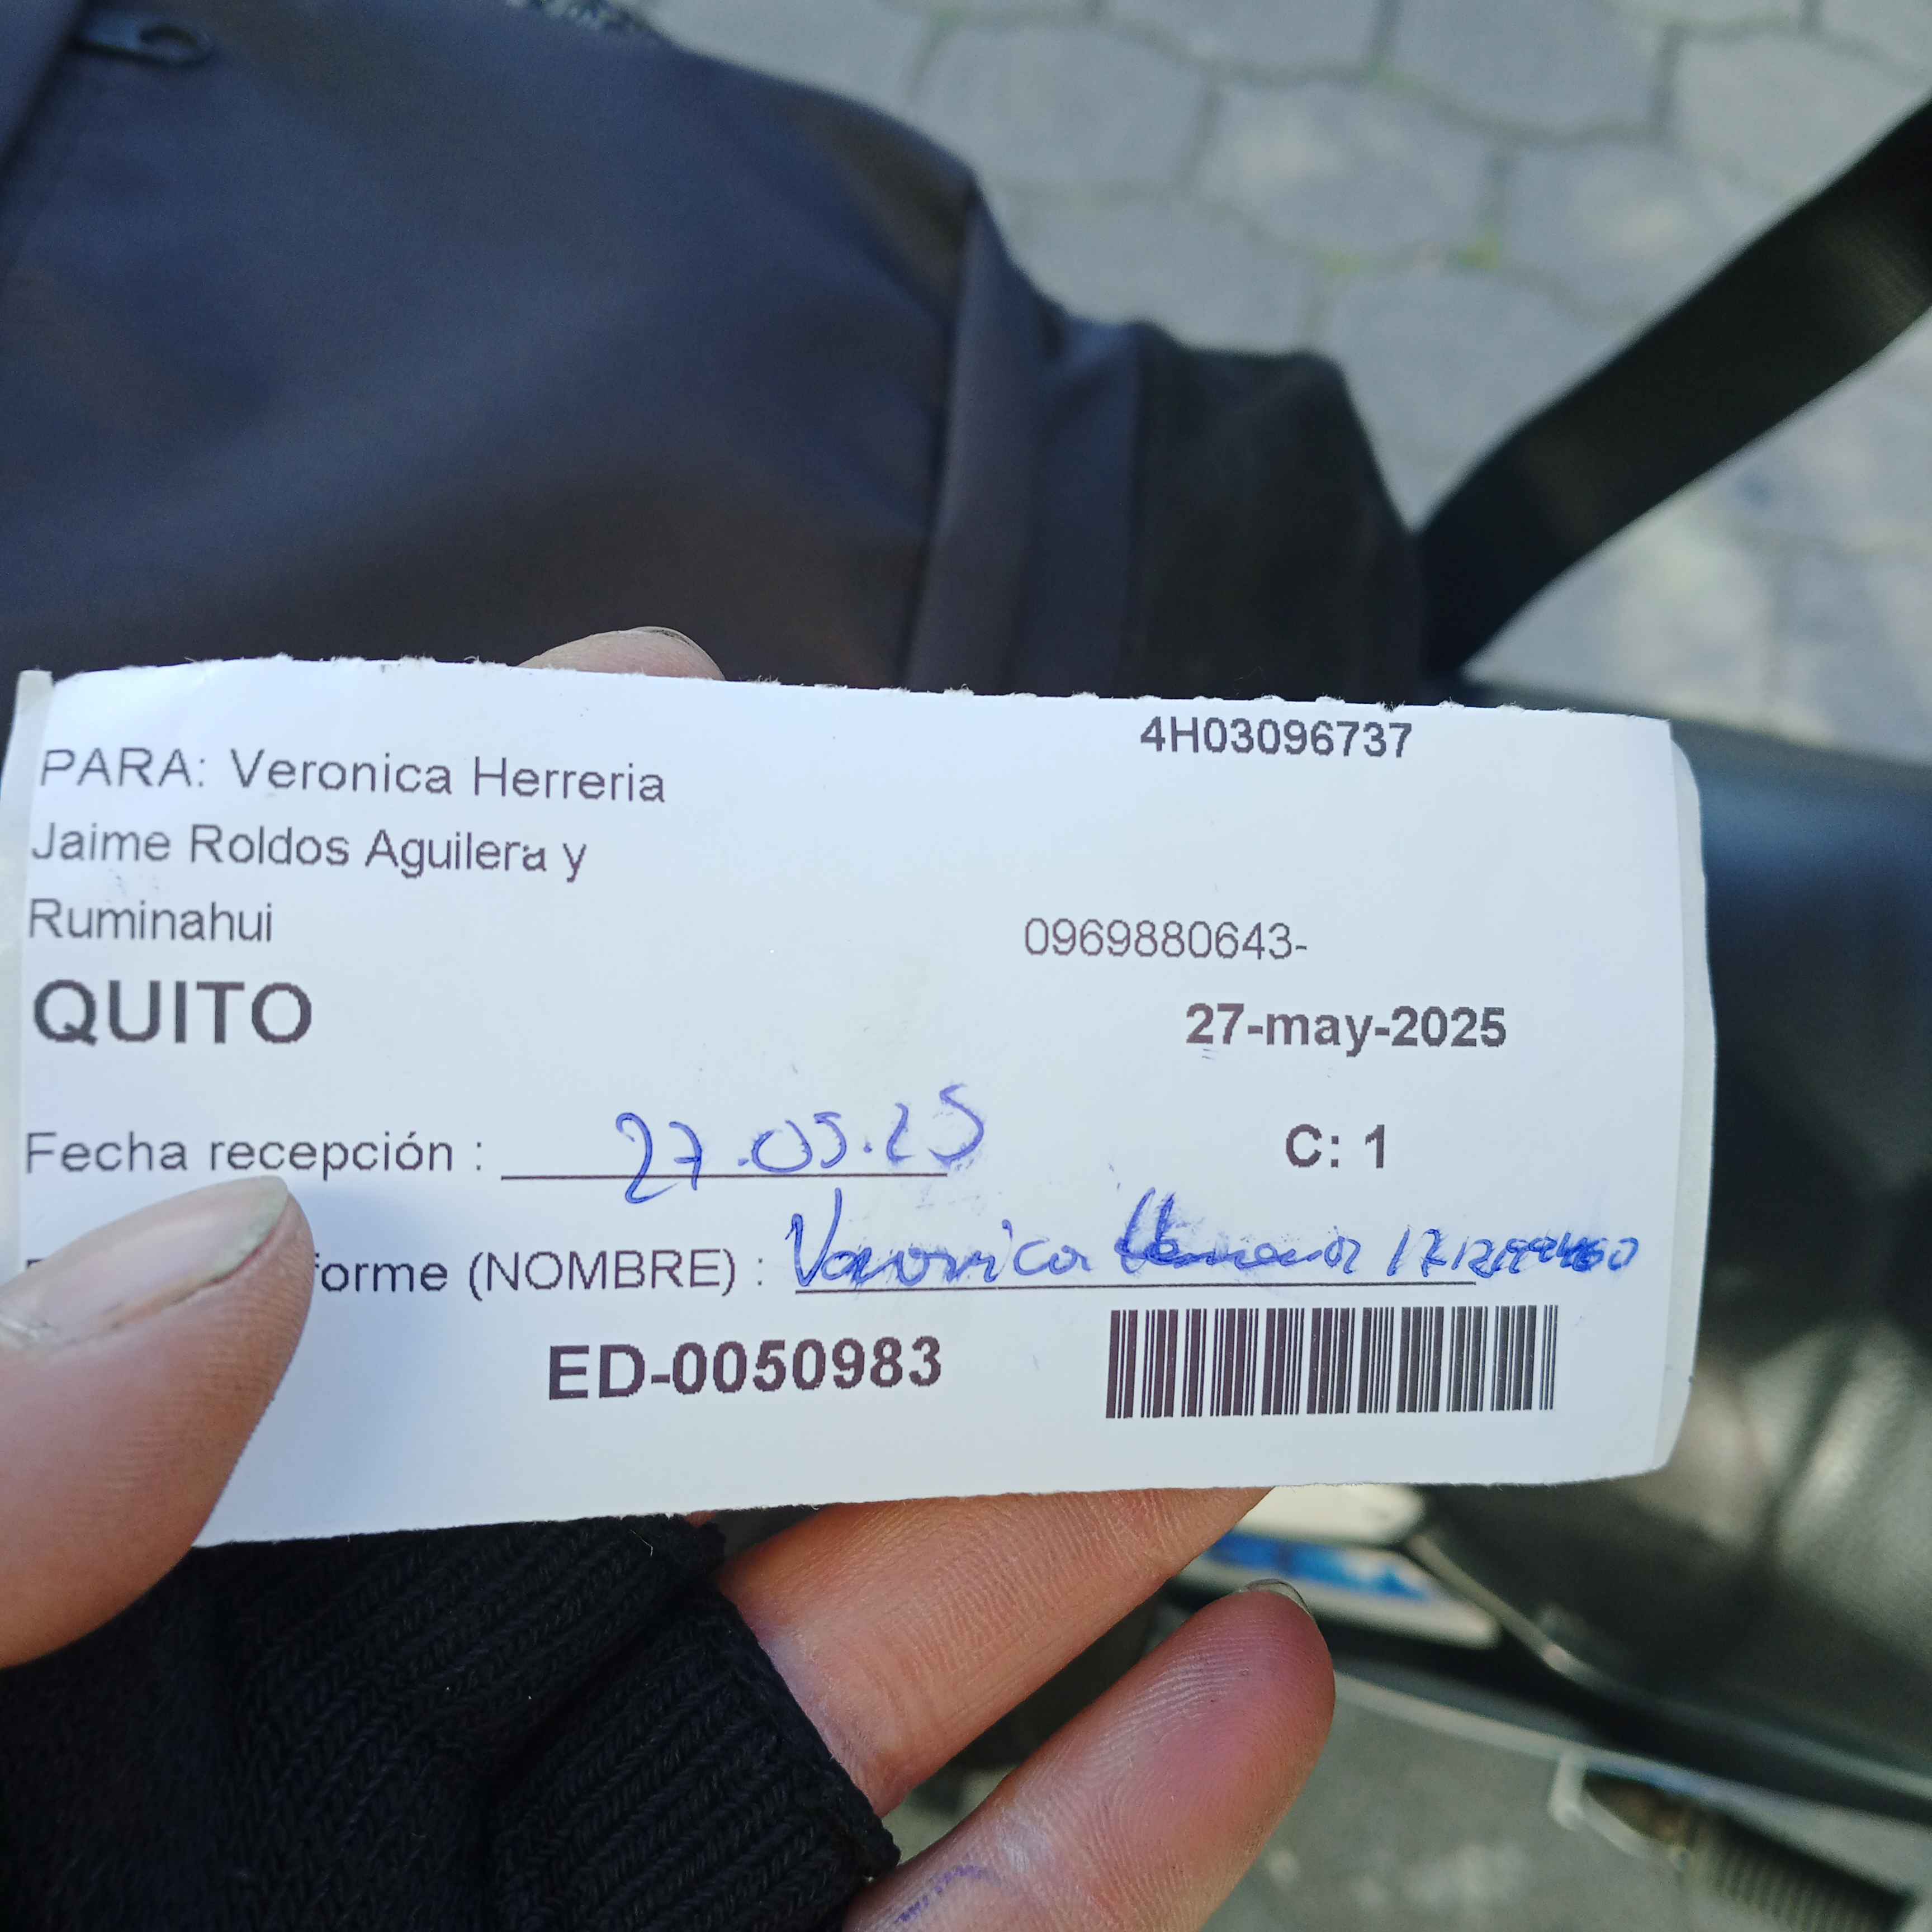 4H03096737
PARA: Veronica Herreria
Jaime Roldos Aguilera y
Ruminahui
0969880643-
QUITO
27-may-2025
Fecha recepción : 27.05.25
C: 1
forme (NOMBRE) : Veronica
ED-0050983